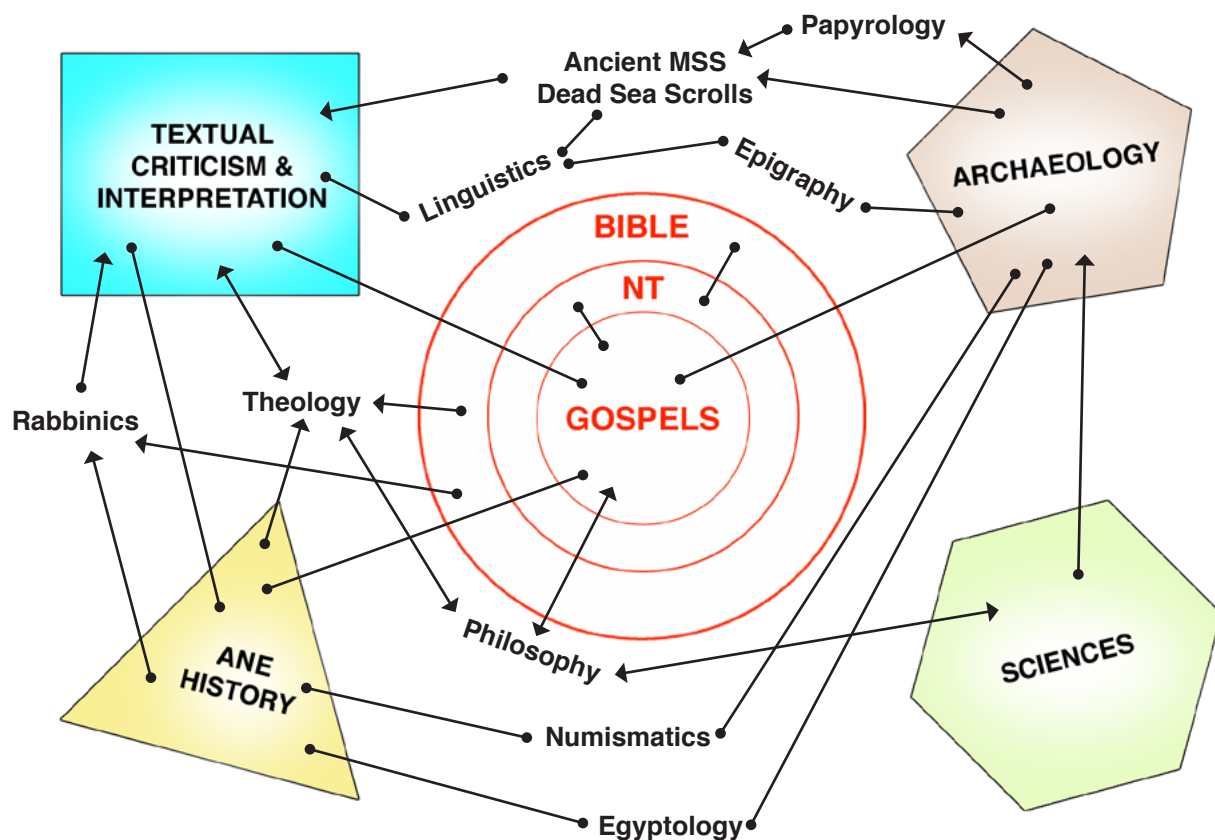 Papyrology
Ancient MSS
Dead Sea Scrolls
TEXTUAL
CRITICISM &
INTERPRETATION
ARCHAEOLOGY
Linguistics
Epigraphy
BIBLE
NT
GOSPELS
Theology
Rabbinics
Philosophy
ANE
HISTORY
SCIENCES
Numismatics
Egyptology